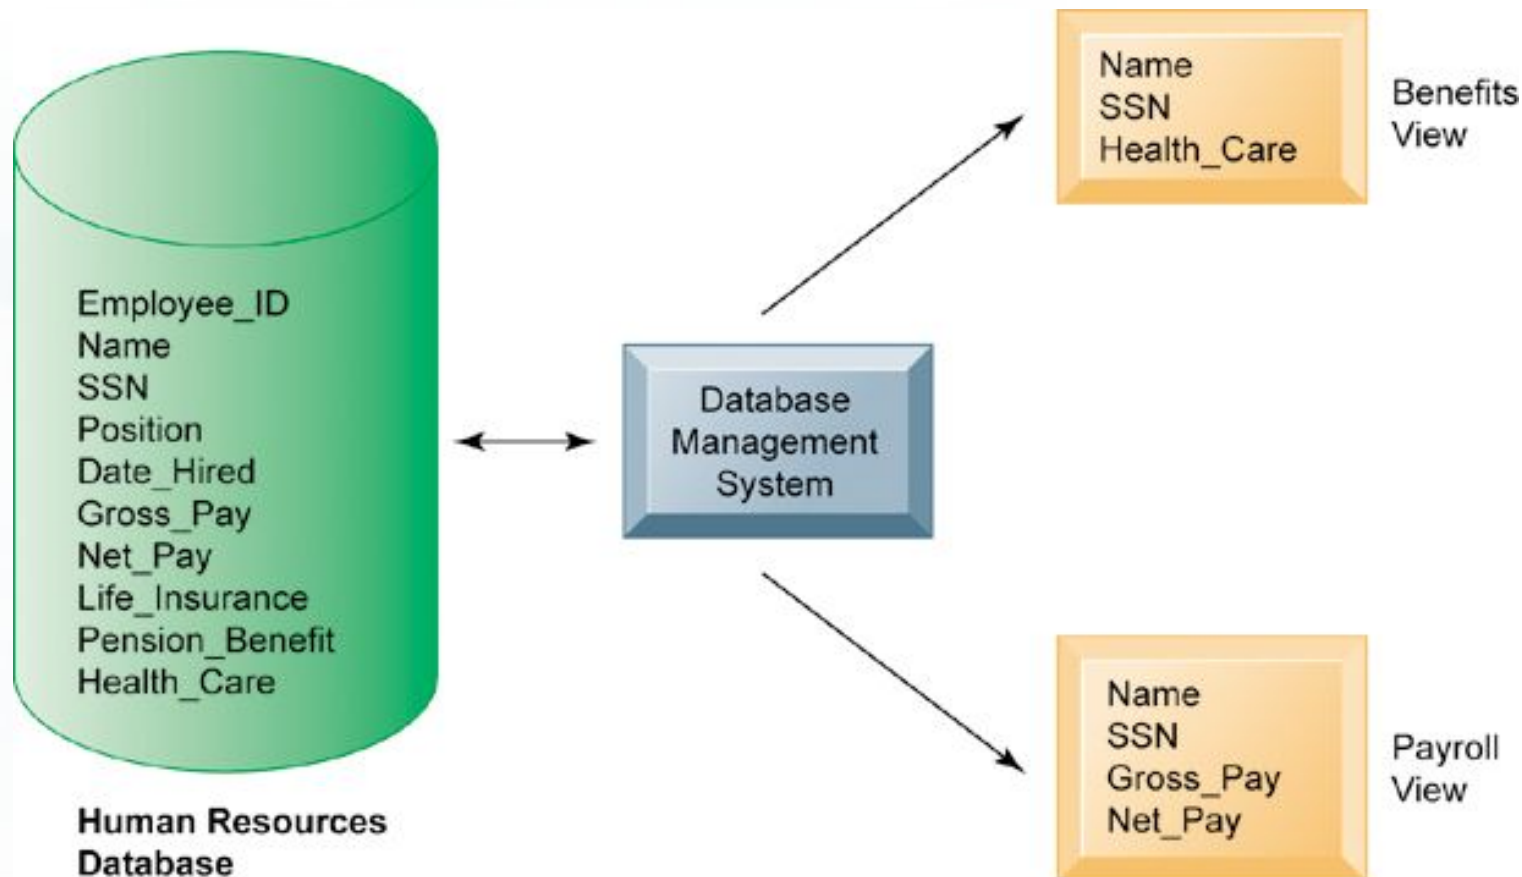 Employee_ID
Name
SSN
Position
Date_Hired
Gross_Pay
Net_Pay
Life_Insurance
Pension_Benefit
Health_Care
Human Resources
Database
Database
Management
System
Name
SSN
Health_Care
Benefits
View
Name
SSN
Gross_Pay
Net_Pay
Payroll
View